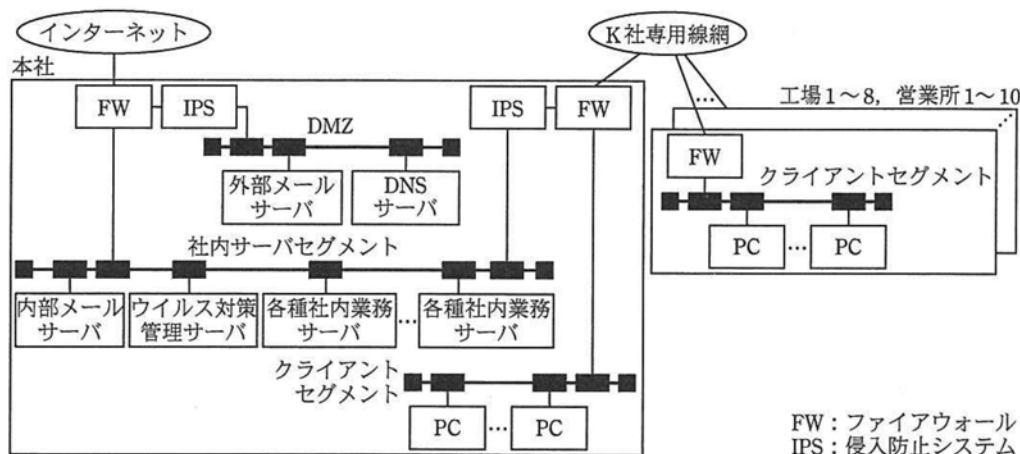 インターネット
K社専用線網
本社
FW
IPS
IPS
FW
工場1～8，営業所1～10
…
DMZ
FW
外部メール
サーバ
DNS
サーバ
クライアントセグメント
PC
…
PC
社内サーバセグメント
内部メール
サーバ
ウイルス対策
管理サーバ
各種社内業務
サーバ
…
各種社内業務
サーバ
クライアント
セグメント
PC
…
PC
FW：ファイアウォール
IPS：侵入防止システム